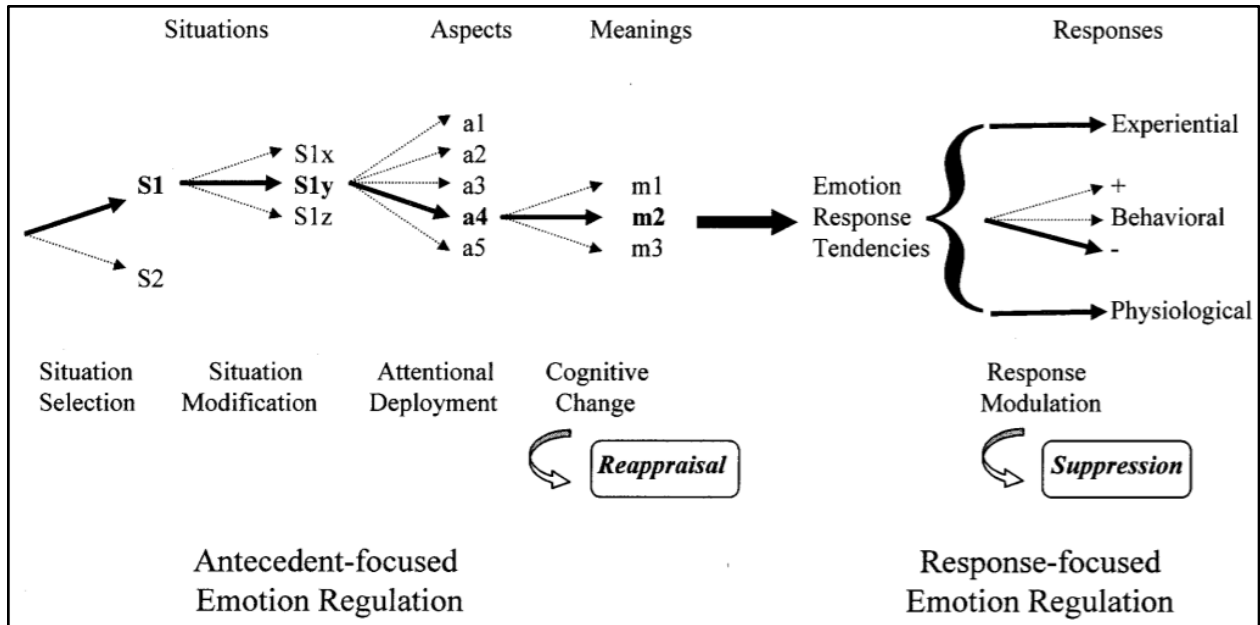 Situations
Aspects
Meanings
Responses
S1
S2
S1x
S1y
S1z
a1
a2
a3
a4
a5
m1
m2
m3
Emotion
Response
Tendencies
Experiential
+
Behavioral
-
Physiological
Situation
Selection
Situation
Modification
Attentional
Deployment
Cognitive
Change
Reappraisal
Response
Modulation
Suppression
Antecedent-focused
Emotion Regulation
Response-focused
Emotion Regulation